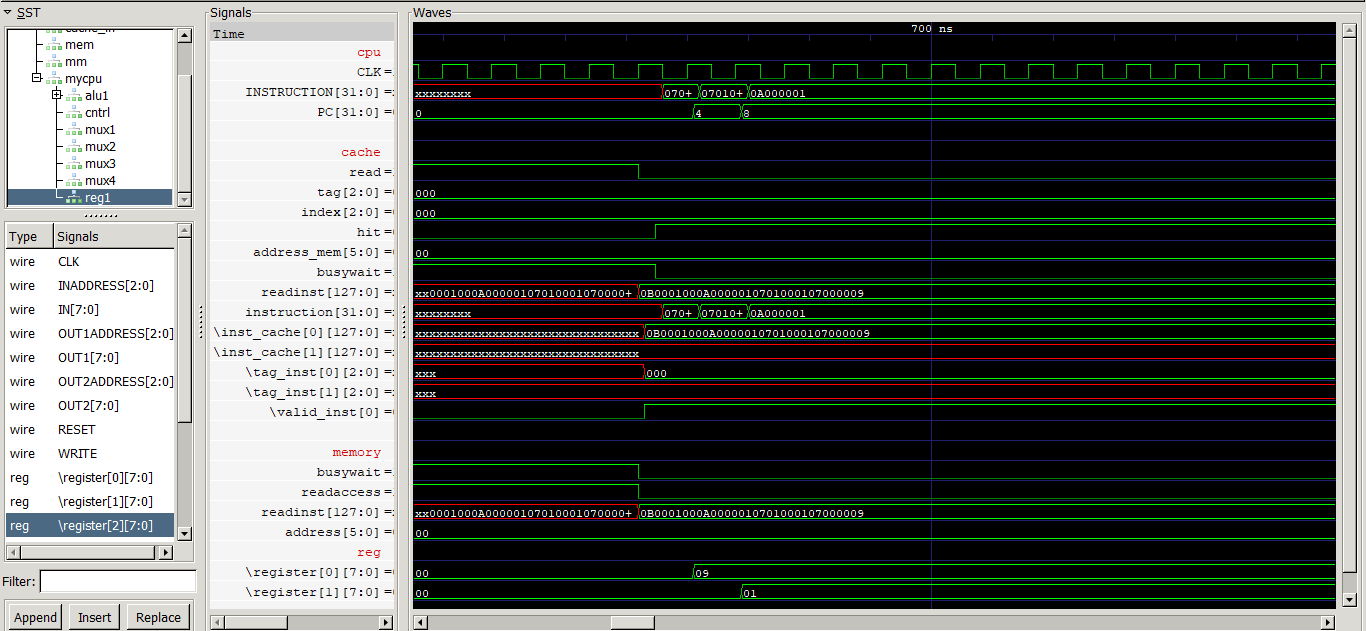 SST
cache_in
mem
mm
mycpu
alu1
cntrl
mux1
mux2
mux3
mux4
reg1
Type Signals
wire CLK
wire INADDRESS[2:0]
wire IN[7:0]
wire OUT1ADDRESS[2:0]
wire OUT1[7:0]
wire OUT2ADDRESS[2:0]
wire OUT2[7:0]
wire RESET
wire WRITE
reg \register[0][7:0]
reg \register[1][7:0]
reg \register[2][7:0]
Filter:
Append Insert Replace
Signals
Time
cpu
CLK =
INSTRUCTION[31:0] =
PC[31:0] =
cache
read =
tag[2:0] =
index[2:0] =
hit =
address_mem[5:0] =
busywait =
readinst[127:0] =
instruction[31:0] =
\inst_cache[0][127:0] =
\inst_cache[1][127:0] =
\tag_inst[0][2:0] =
\tag_inst[1][2:0] =
\valid_inst[0] =
memory
busywait =
readaccess =
readinst[127:0] =
address[5:0] =
reg
\register[0][7:0] =
\register[1][7:0] =
Waves
700 ns
xxxxxxxx 070+ 07010+ 0A000001
0 4 8
000
000
00
xx0001000A00000107010001070000+ 0B0001000A0000010701000107000009
xxxxxxxx 070+ 07010+ 0A000001
xxxxxxxxxxxxxxxxxxxxxxxxxxxxxxxx 0B0001000A0000010701000107000009
xxxxxxxxxxxxxxxxxxxxxxxxxxxxxxxx
xxx 000
xxx
xx0001000A00000107010001070000+ 0B0001000A0000010701000107000009
00
00 09
00 01